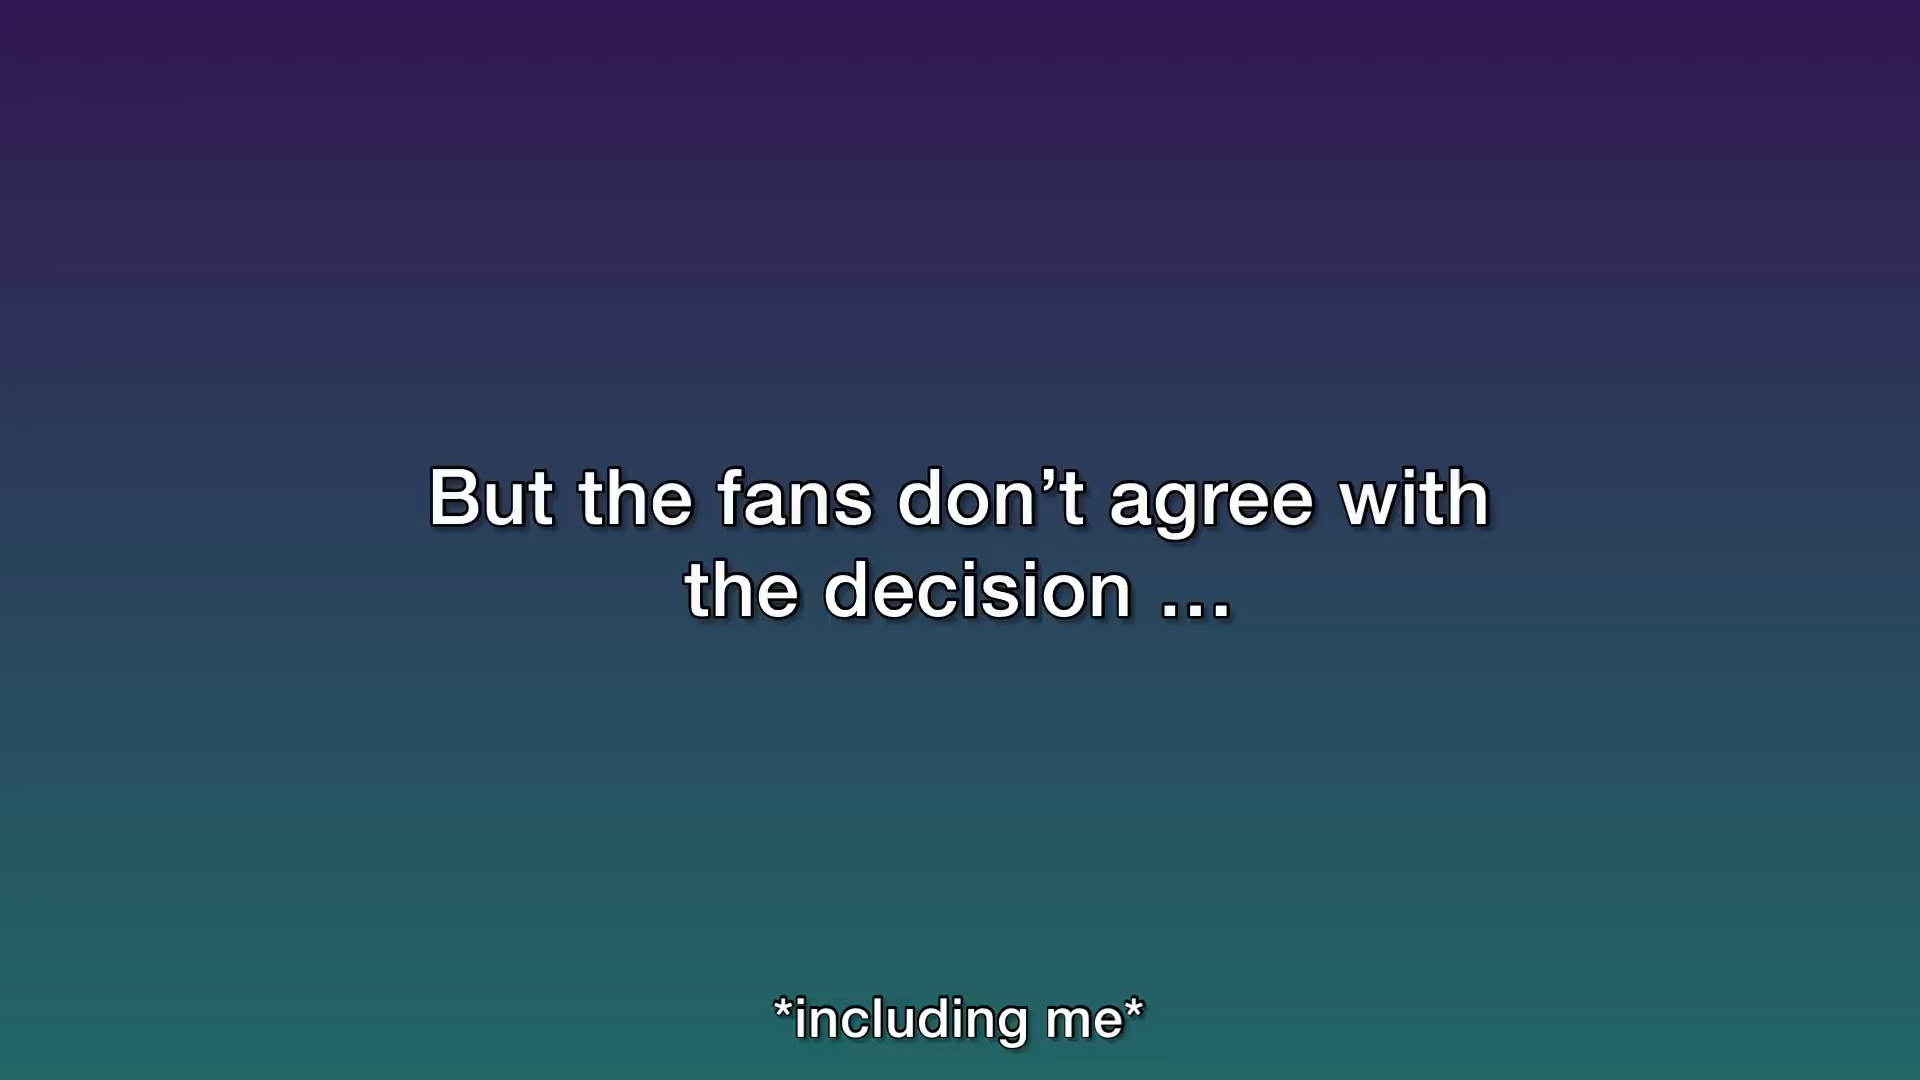 But the fans don’t agree with
the decision ...
*including me*